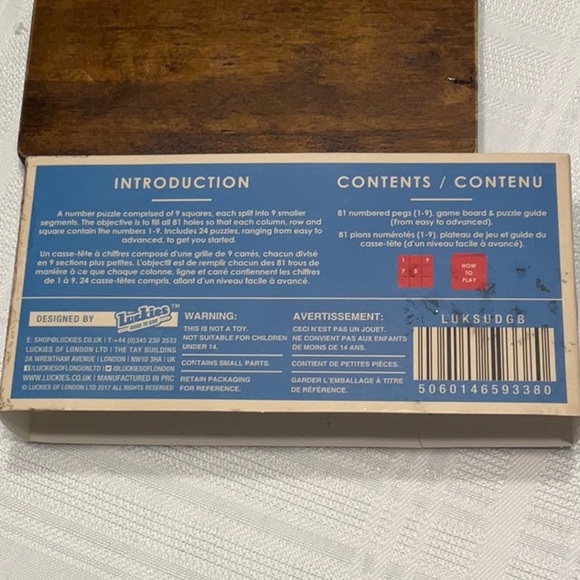 INTRODUCTION
A number puzzle comprised of 9 squares, each split into 9 smaller
segments. The objective is to fill all 81 holes so that each column, row and
square contain the numbers 1-9. Includes 24 puzzles, ranging from easy to
advanced, to get you started.
Un casse-tête à chiffres composé d'une grille de 9 carrés, chacun divisé
en 9 sections plus petites. L'objectif est de remplir chacun des 81 trous de
manière à ce que chaque colonne, ligne et carré contiennent les chiffres
de 1 à 9. 24 casse-têtes compris, allant d'un niveau facile à avancé.
CONTENTS / CONTENU
81 numbered pegs (1-9), game board & puzzle guide
(From easy to advanced).
81 pions numérotés (1-9), plateau de jeu et guide du
casse-tête (d'un niveau facile à avancé).
1 9
7 5
HOW
TO
PLAY
DESIGNED BY
Luckies™
GOOD TO GIVE
E: SHOP@LUCKIES.CO.UK | T:+44 (0)345 230 3533
LUCKIES OF LONDON LTD | THE TAY BUILDING
2A WRENTHAM AVENUE | LONDON | NW10 3HA | UK
f /LUCKIESOFLONDONLTD | @LUCKIESOFLONDON
WWW.LUCKIES.CO.UK | MANUFACTURED IN PRC
© LUCKIES OF LONDON LTD 2017 ALL RIGHTS RESERVED
WARNING:
THIS IS NOT A TOY.
NOT SUITABLE FOR CHILDREN
UNDER 14.
CONTAINS SMALL PARTS.
RETAIN PACKAGING
FOR REFERENCE.
AVERTISSEMENT:
CECI N'EST PAS UN JOUET.
NE CONVIENT PAS AUX ENFANTS
DE MOINS DE 14 ANS.
CONTIENT DE PETITES PIÈCES.
GARDER L'EMBALLAGE À TITRE
DE RÉFÉRENCE.
LUKSUDGB
5060146593380